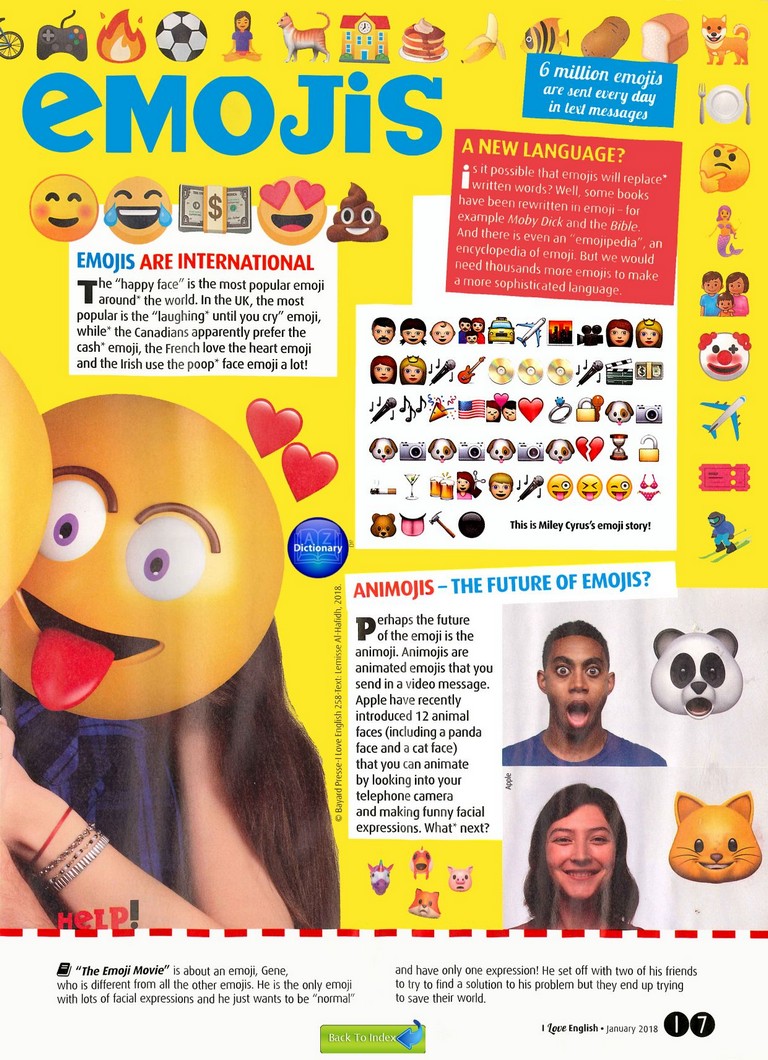 eMOJiS
6 million emojis
are sent every day
in text messages
A NEW LANGUAGE?
is it possible that emojis will replace*
written words? Well, some books
have been rewritten in emoji – for
example Moby Dick and the Bible.
And there is even an “emojipedia”, an
encyclopedia of emoji. But we would
need thousands more emojis to make
a more sophisticated language.
EMOJIS ARE INTERNATIONAL
The “happy face” is the most popular emoji
around* the world. In the UK, the most
popular is the “laughing* until you cry” emoji,
while* the Canadians apparently prefer the
cash* emoji, the French love the heart emoji
and the Irish use the poop* face emoji a lot!
This is Miley Cyrus’s emoji story!
AZ
Dictionary
© Bayard Presse-I Love English 258-Text: Lemisse Al-Hafidh, 2018.
ANIMOJIS – THE FUTURE OF EMOJIS?
Perhaps the future
of the emoji is the
animoji. Animojis are
animated emojis that you
send in a video message.
Apple have recently
introduced 12 animal
faces (including a panda
face and a cat face)
that you can animate
by looking into your
telephone camera
and making funny facial
expressions. What* next?
Apple
HeLP!
“The Emoji Movie” is about an emoji, Gene,
who is different from all the other emojis. He is the only emoji
with lots of facial expressions and he just wants to be “normal”
and have only one expression! He set off with two of his friends
to try to find a solution to his problem but they end up trying
to save their world.
I Love English • January 2018 17
Back To Index